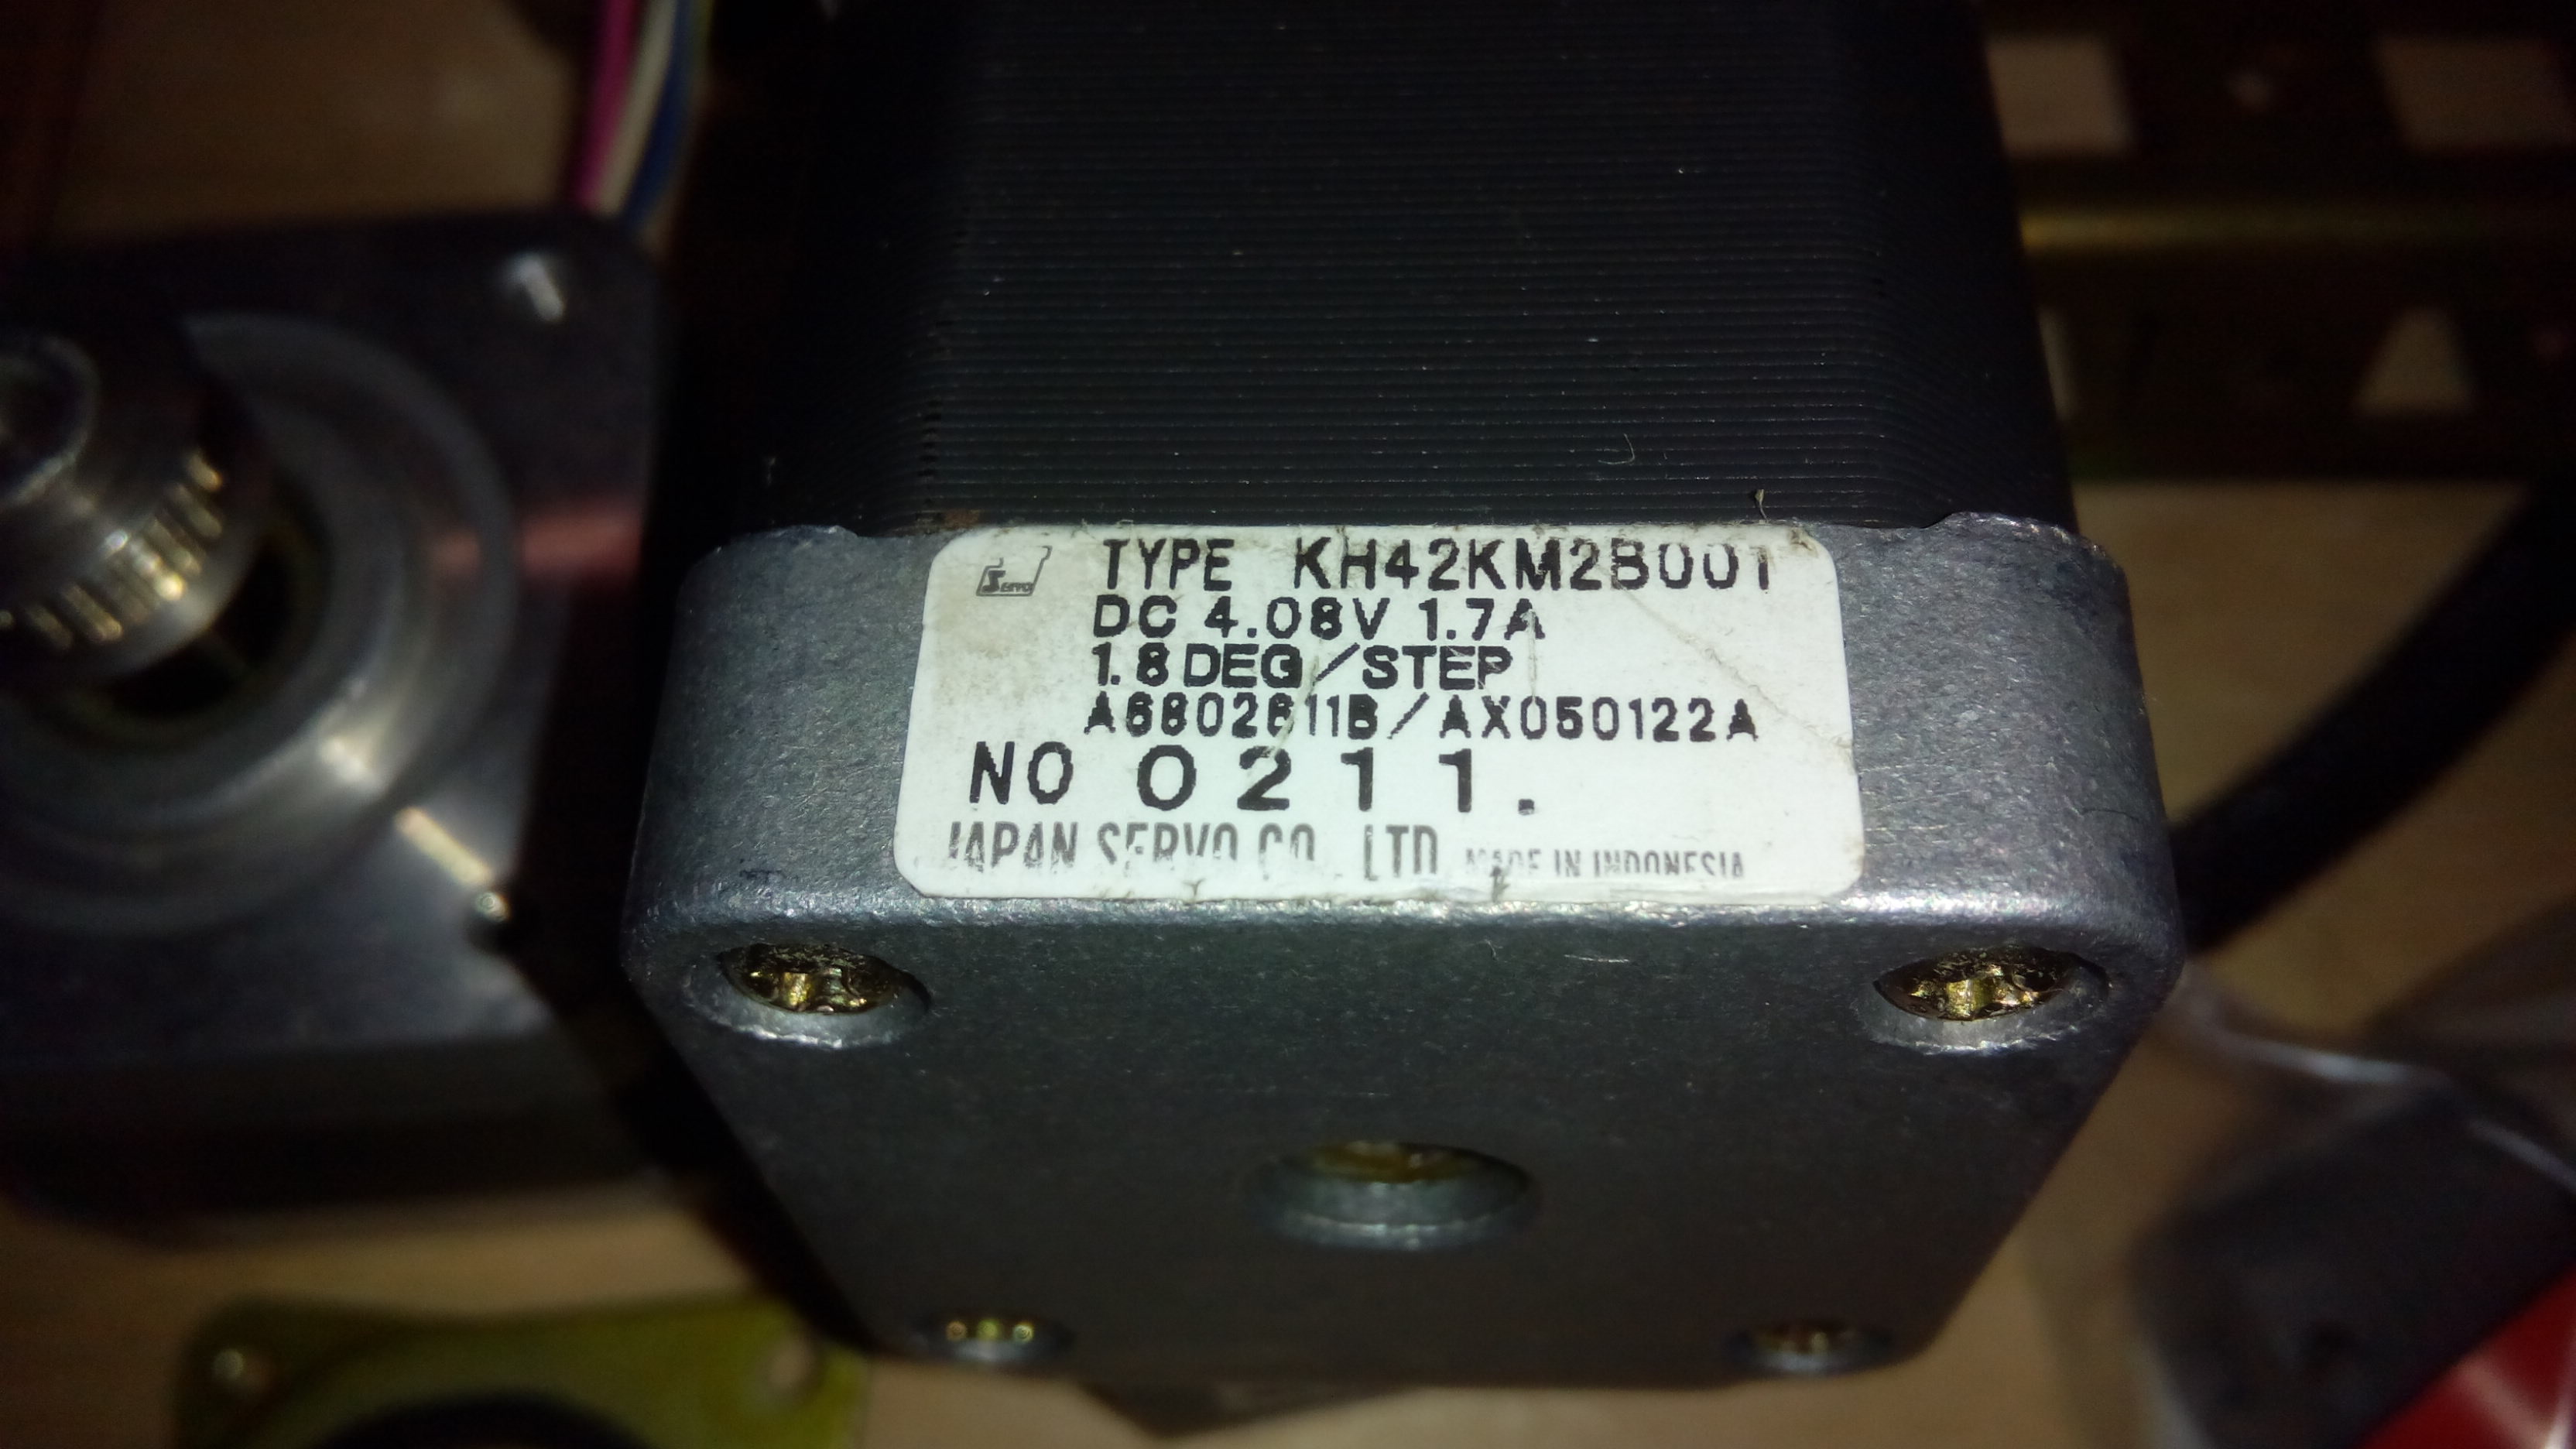 SERVO
TYPE KH42KM2B001
DC 4.08V 1.7A
1.8 DEG/STEP
A6802611B/AX050122A
NO 0211.
JAPAN SERVO CO. LTD MADE IN INDONESIA